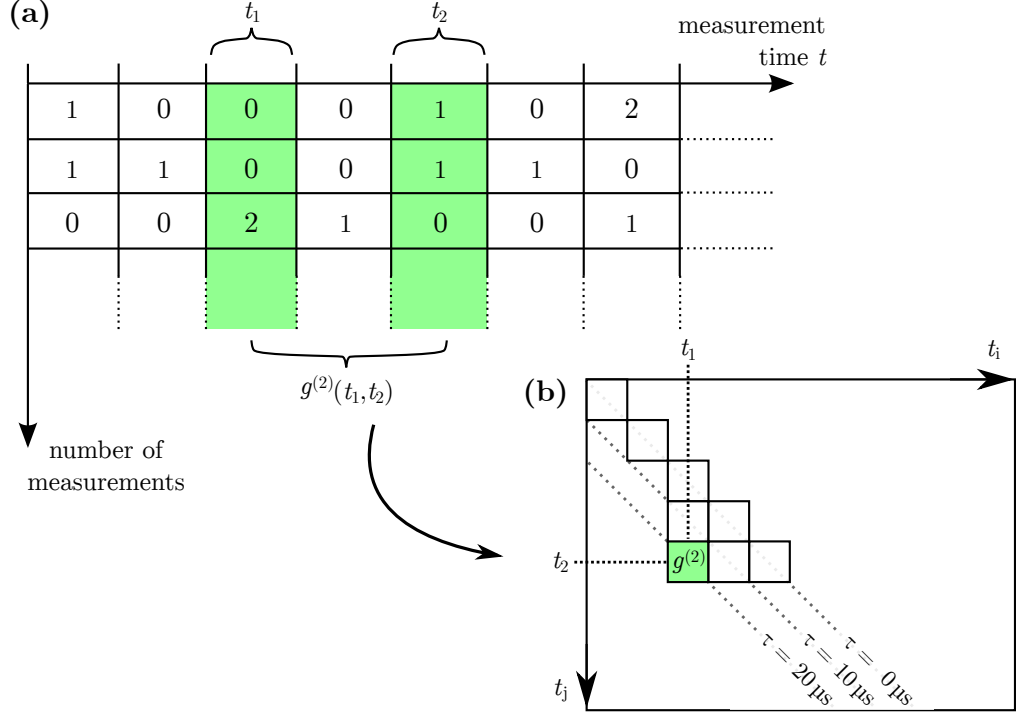 (a)
t₁ t₂
measurement
time t
1 0 0 0 1 0 2
1 1 0 0 1 1 0
0 0 2 1 0 0 1
g⁽²⁾(t₁,t₂)
number of
measurements
(b)
t₁ tᵢ
t₂ g⁽²⁾
tⱼ
τ = 0 µs
τ = 10 µs
τ = 20 µs